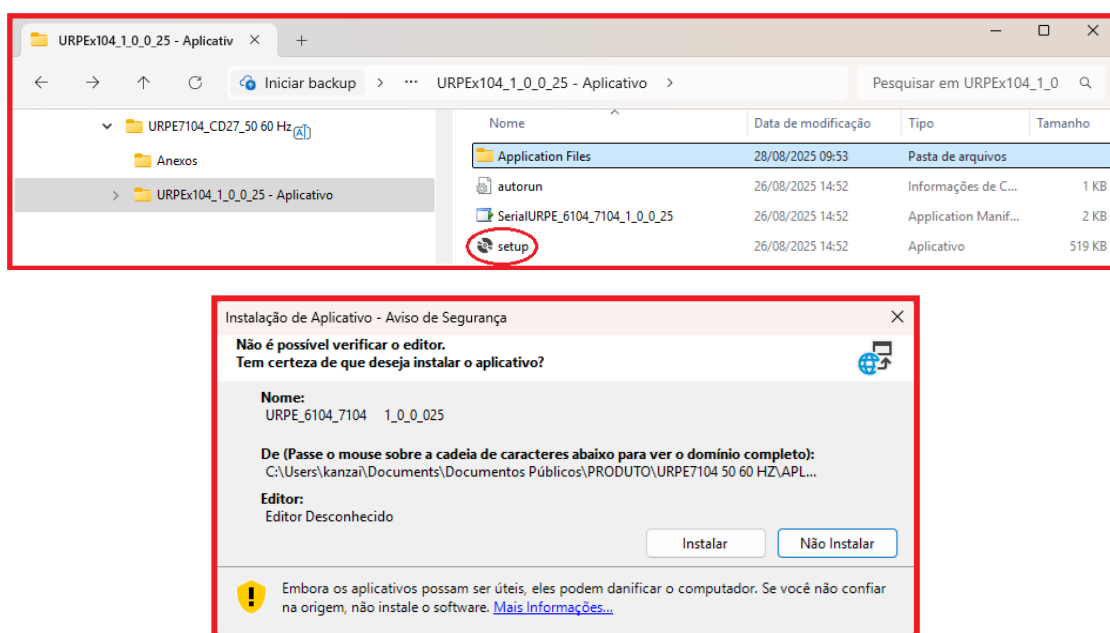 URPEx104_1_0_0_25 - Aplicativ
Iniciar backup > ... URPEx104_1_0_0_25 - Aplicativo > Pesquisar em URPEx104_1_0
URPE7104_CD27_50 60 Hz
Anexos
URPEx104_1_0_0_25 - Aplicativo
Nome Data de modificação Tipo Tamanho
Application Files 28/08/2025 09:53 Pasta de arquivos
autorun 26/08/2025 14:52 Informações de C... 1 KB
SerialURPE_6104_7104_1_0_0_25 26/08/2025 14:52 Application Manif... 2 KB
setup 26/08/2025 14:52 Aplicativo 519 KB
Instalação de Aplicativo - Aviso de Segurança
Não é possível verificar o editor.
Tem certeza de que deseja instalar o aplicativo?
Nome:
URPE_6104_7104 1_0_0_025
De (Passe o mouse sobre a cadeia de caracteres abaixo para ver o domínio completo):
C:\Users\kanzai\Documents\Documentos Públicos\PRODUTO\URPE7104 50 60 HZ\APL...
Editor:
Editor Desconhecido
Instalar Não Instalar
Embora os aplicativos possam ser úteis, eles podem danificar o computador. Se você não confiar
na origem, não instale o software. Mais Informações...